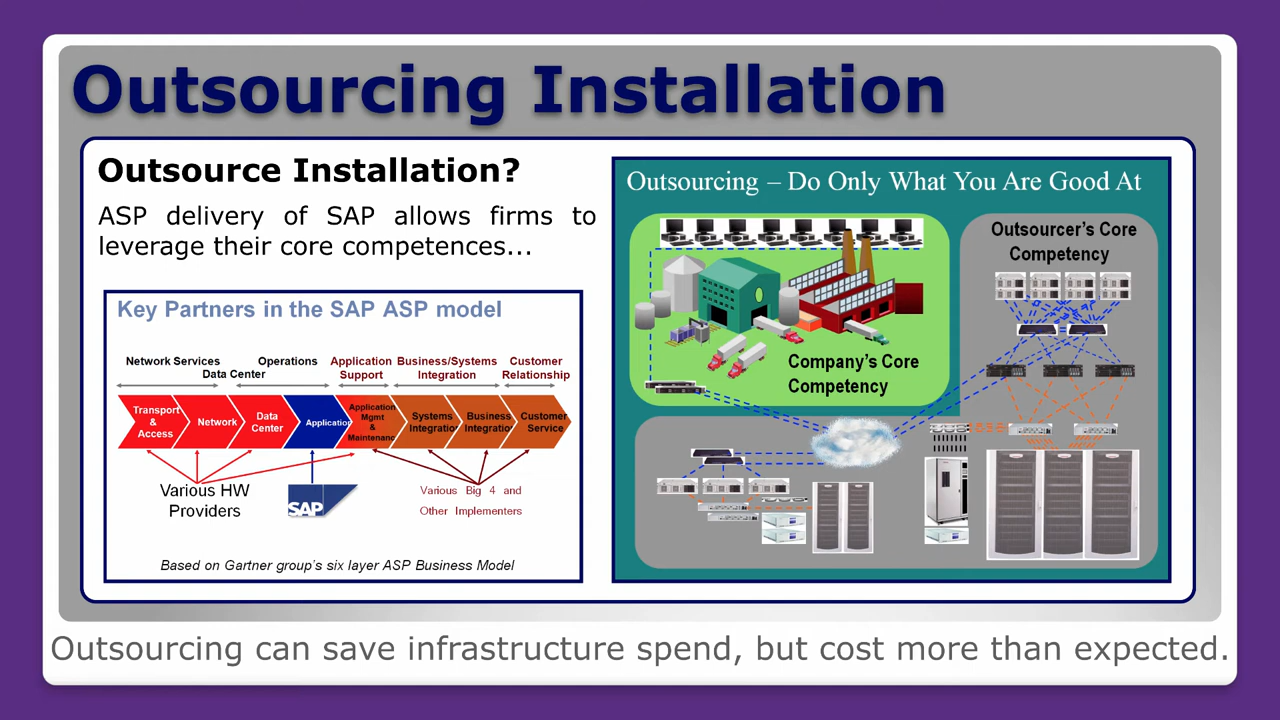 Outsourcing Installation
Outsource Installation?
ASP delivery of SAP allows firms to
leverage their core competences...
Key Partners in the SAP ASP model
Network Services
Data Center
Operations
Application
Support
Business/Systems
Integration
Customer
Relationship
Transport
&
Access
Network
Data
Center
Application
Application
Mgmt
&
Maintenanc
Systems
Integration
Business
Integration
Customer
Service
Various HW
Providers
SAP
Various Big 4 and
Other Implementers
Based on Gartner group's six layer ASP Business Model
Outsourcing – Do Only What You Are Good At
Company's Core
Competency
Outsourcer's Core
Competency
Outsourcing can save infrastructure spend, but cost more than expected.